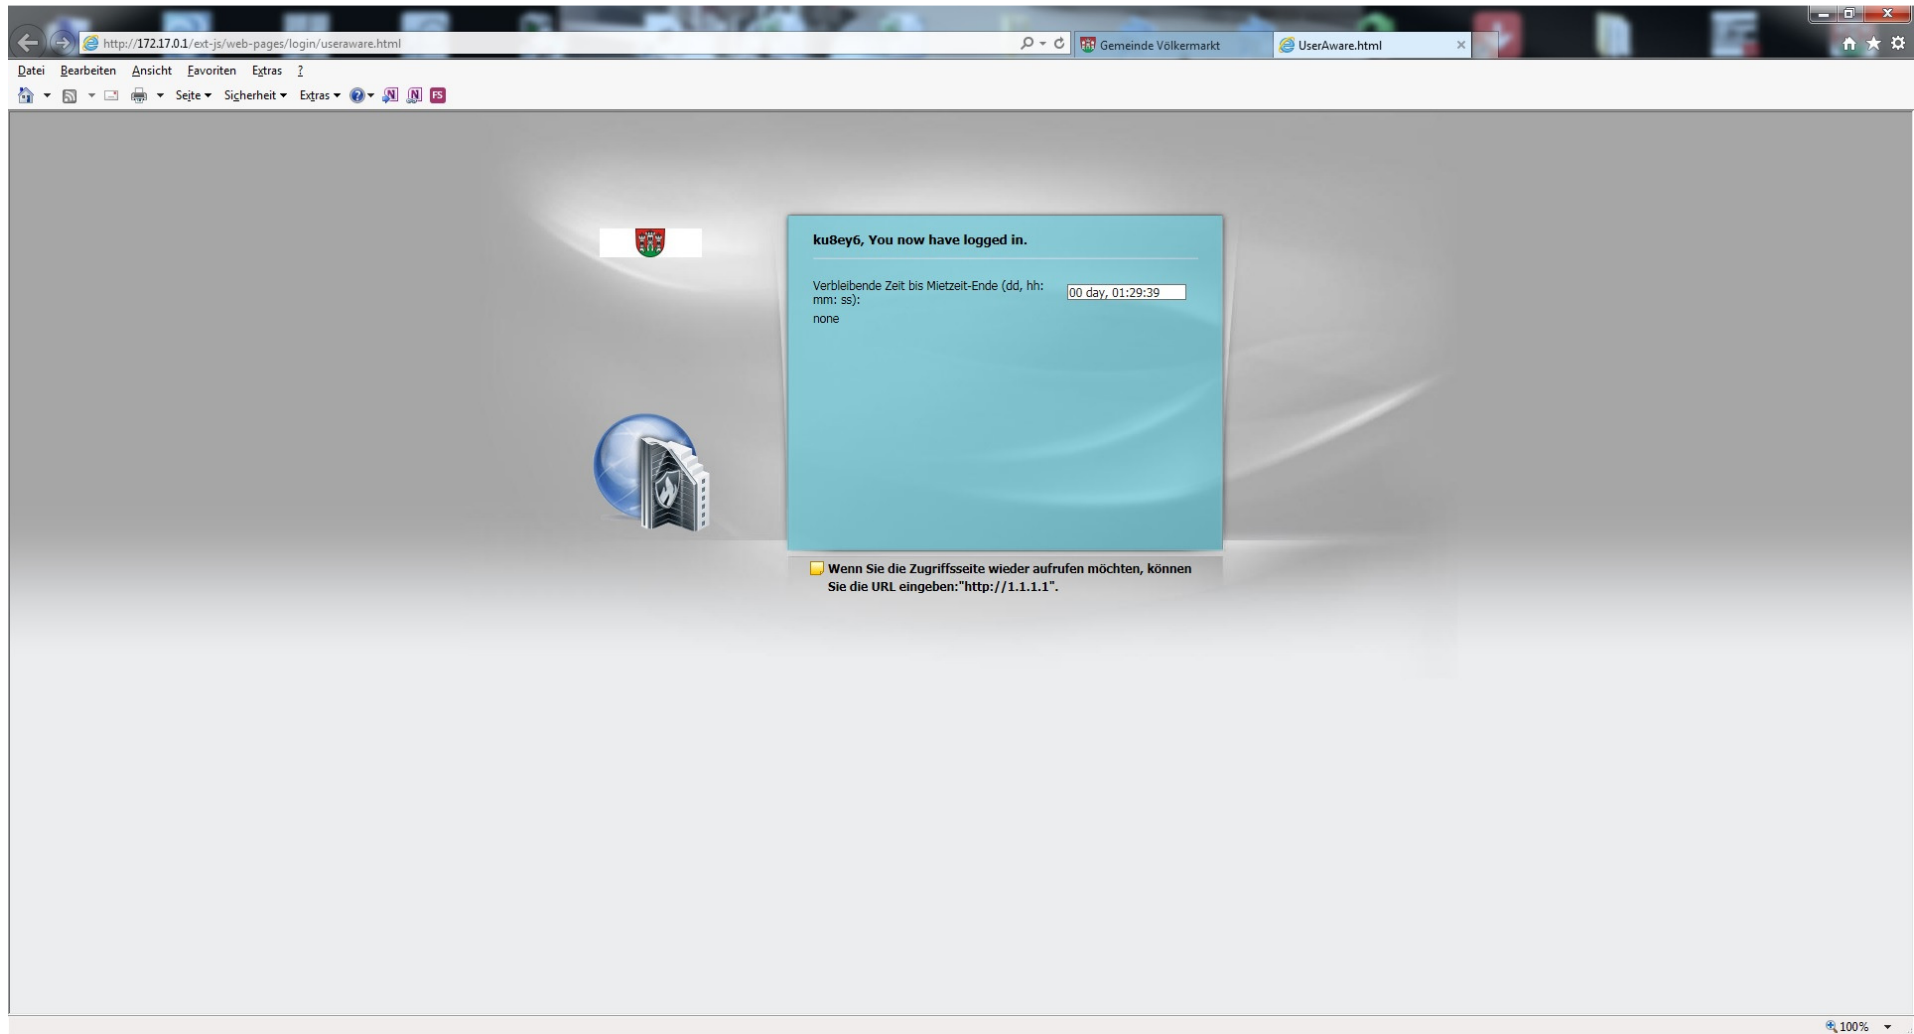 http://172.17.0.1/ext-js/web-pages/login/useraware.html
Gemeinde Völkermarkt
UserAware.html
Datei Bearbeiten Ansicht Favoriten Extras ?
Seite Sicherheit Extras
ku8ey6, You now have logged in.
Verbleibende Zeit bis Mietzeit-Ende (dd, hh:
mm: ss):
00 day, 01:29:39
none
Wenn Sie die Zugriffsseite wieder aufrufen möchten, können
Sie die URL eingeben:"http://1.1.1.1".
100%